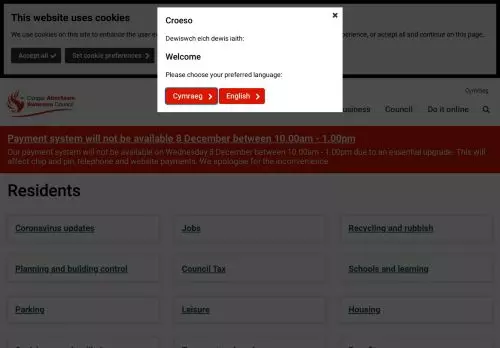 This website uses cookies
We use cookies on this site to enhance the user e
xperience, or accept all and continue on this page.
Accept all
Set cookie preferences
Croeso
Dewiswch eich dewis iaith:
Welcome
Please choose your preferred language:
Cymraeg
English
Cymraeg
Cyngor Abertawe
Swansea Council
usiness
Council
Do it online
Payment system will not be available 8 December between 10.00am - 1.00pm
Our payment system will not be available on Wednesday 8 December between 10.00am - 1.00pm due to an essential upgrade. This will
affect chip and pin, telephone and website payments. We apologise for the inconvenience.
Residents
Coronavirus updates
Jobs
Recycling and rubbish
Planning and building control
Council Tax
Schools and learning
Parking
Leisure
Housing